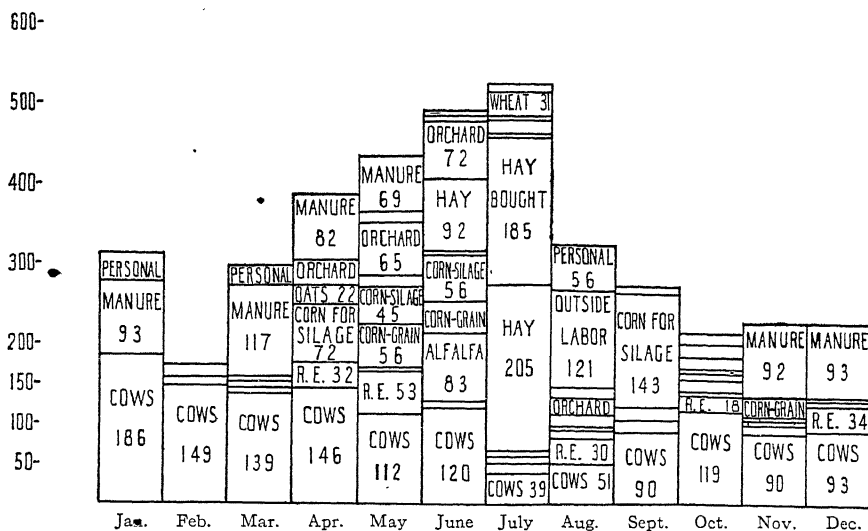 600-
500-
400-
300-
200-
150-
100-
50-
PERSONAL
MANURE
93
COWS
186
COWS
149
PERSONAL
MANURE
117
COWS
139
MANURE
82
ORCHARD
OATS 22
CORN FOR
SILAGE
72
R.E. 32
COWS
146
MANURE
69
ORCHARD
65
CORN-SILAGE
45
CORN-GRAIN
56
R.E. 53
COWS
112
ORCHARD
72
HAY
92
CORN-SILAGE
56
CORN-GRAIN
ALFALFA
83
COWS
120
WHEAT 31
HAY
BOUGHT
185
HAY
205
COWS 39
PERSONAL
56
OUTSIDE
LABOR
121
ORCHARD
R.E. 30
COWS 51
CORN FOR
SILAGE
143
COWS
90
R.E. 18
COWS
119
MANURE
92
CORN-GRAIN
COWS
90
MANURE
93
R.E. 34
COWS
93
Jan. Feb. Mar. Apr. May June July Aug. Sept. Oct. Nov. Dec.